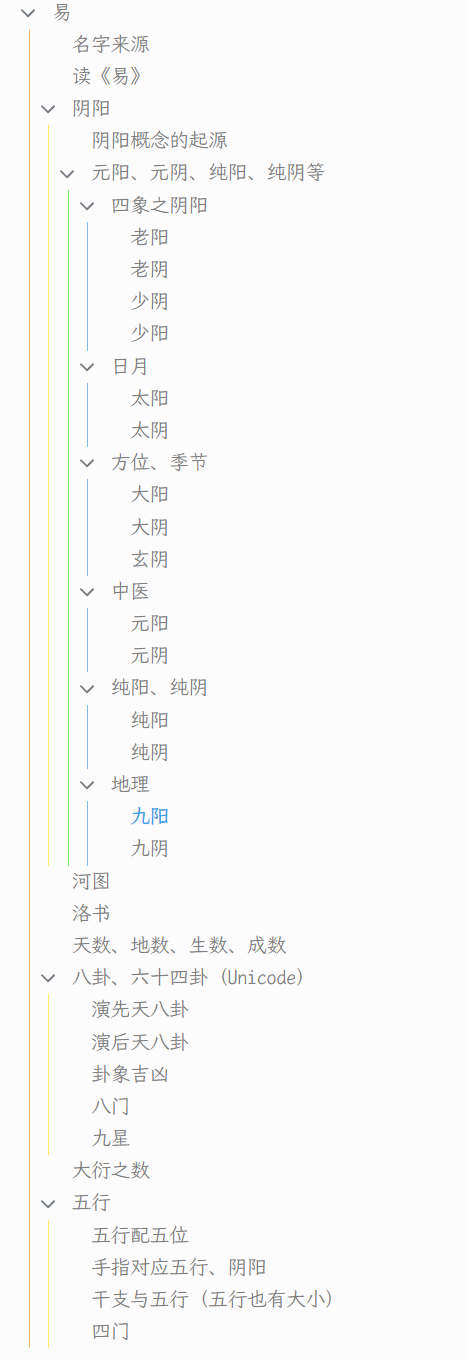 易
名字来源
读《易》
阴阳
阴阳概念的起源
元阳、元阴、纯阳、纯阴等
四象之阴阳
老阳
老阴
少阴
少阳
日月
太阳
太阴
方位、季节
大阳
大阴
玄阴
中医
元阳
元阴
纯阳、纯阴
纯阳
纯阴
地理
九阳
九阴
河图
洛书
天数、地数、生数、成数
八卦、六十四卦（Unicode）
演先天八卦
演后天八卦
卦象吉凶
八门
九星
大衍之数
五行
五行配五位
手指对应五行、阴阳
干支与五行（五行也有大小）
四门